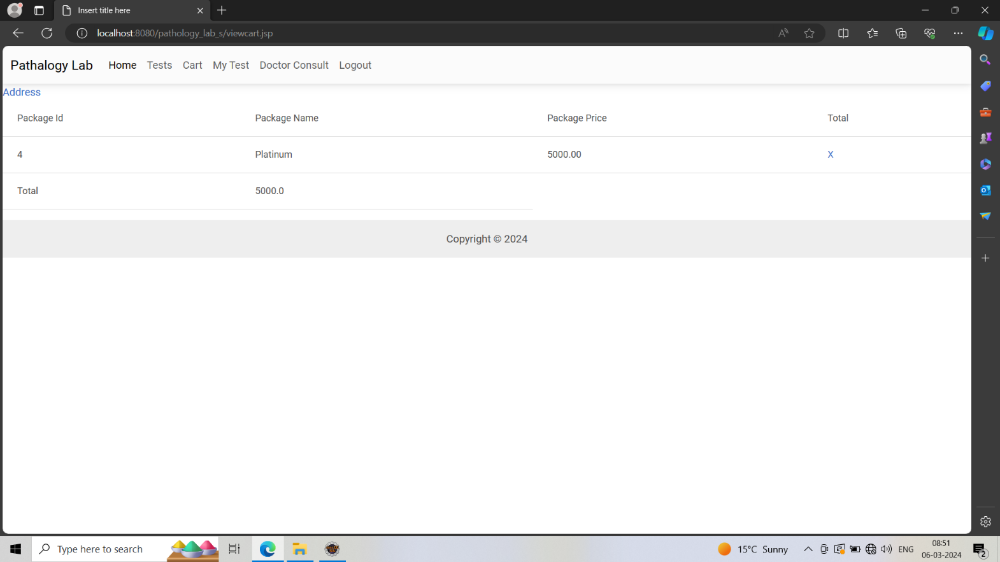 Insert title here
localhost:8080/pathology_lab_s/viewcart.jsp
Pathalogy Lab Home Tests Cart My Test Doctor Consult Logout
Address
Package Id Package Name Package Price Total
4 Platinum 5000.00 X
Total 5000.0
Copyright © 2024
Type here to search
15°C Sunny
ENG
08:51
06-03-2024
2